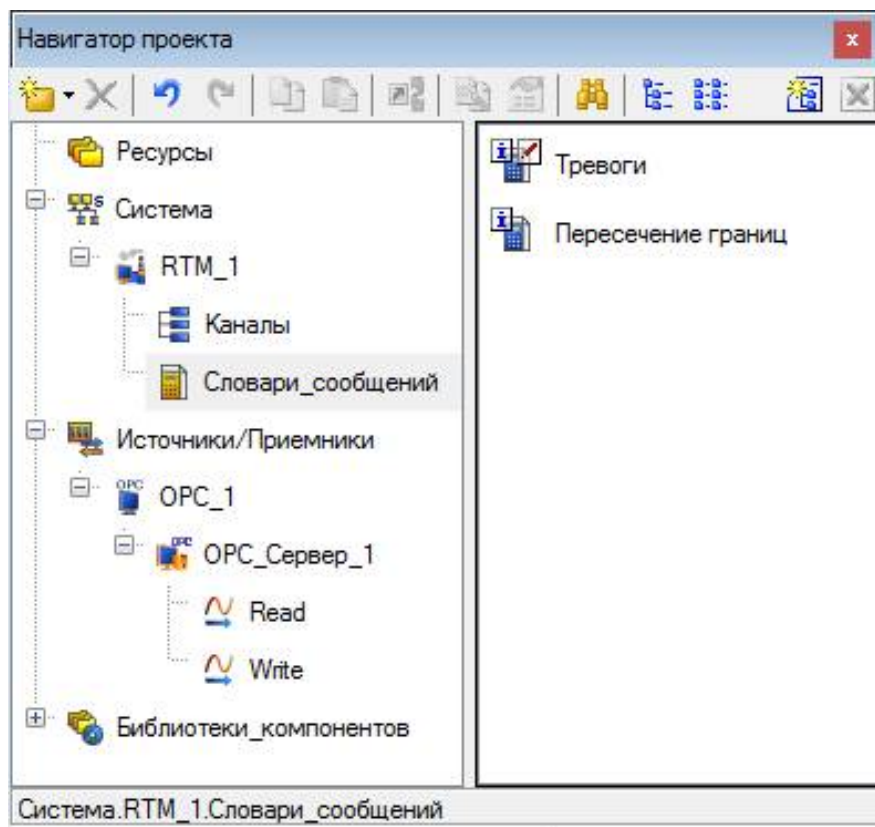 Навигатор проекта
Ресурсы
Система
RTM_1
Каналы
Словари_сообщений
Источники/Приемники
OPC_1
OPC_Сервер_1
Read
Write
Библиотеки_компонентов
Тревоги
Пересечение границ
Система.RTM_1.Словари_сообщений